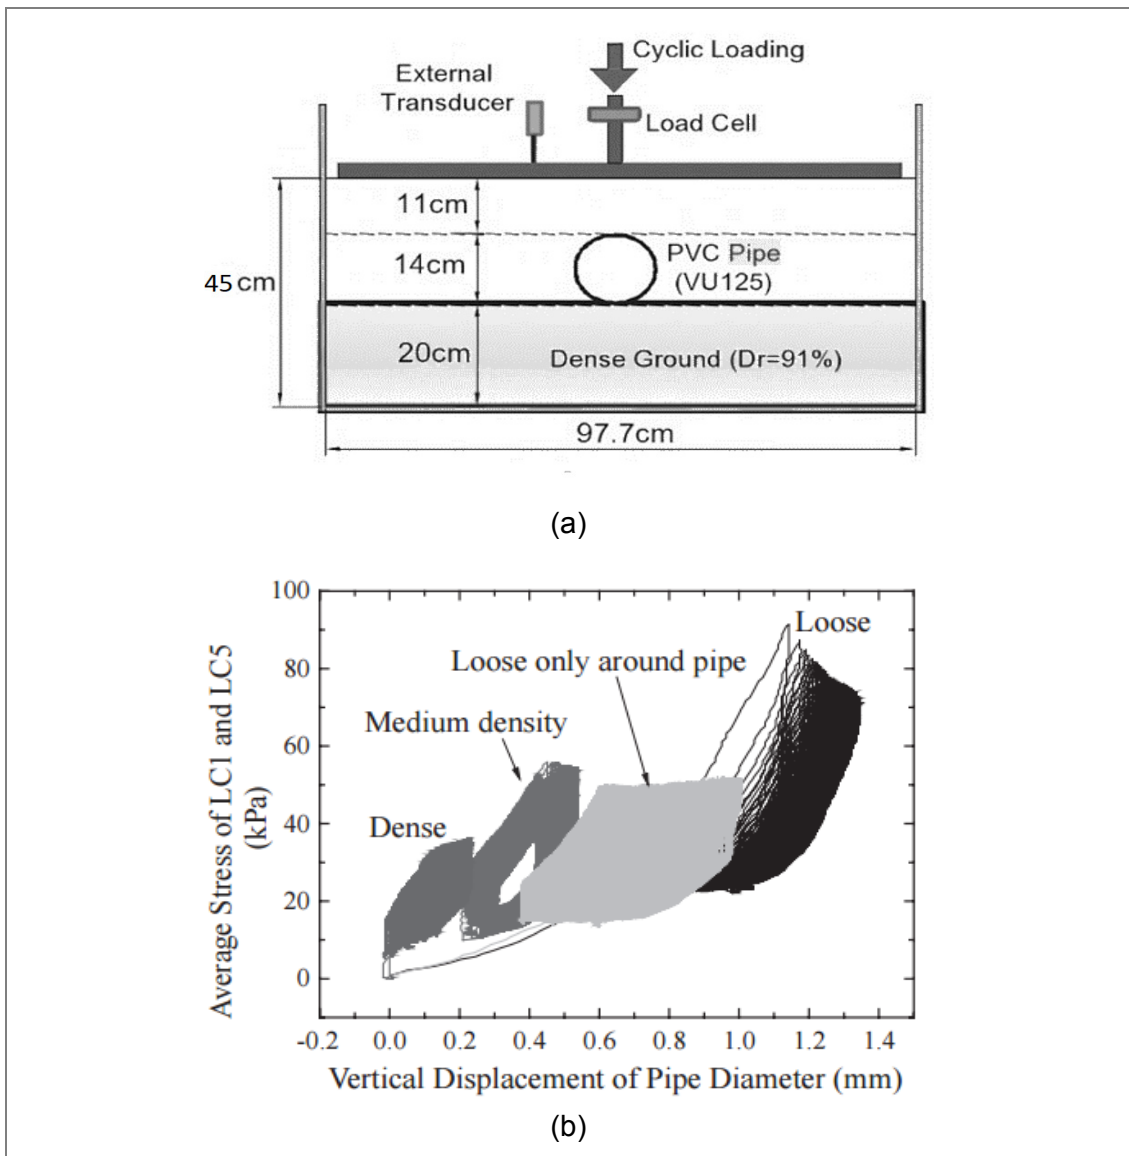 Cyclic Loading
External
Transducer
Load Cell
11cm
14cm
PVC Pipe
(VU125)
45 cm
20cm
Dense Ground (Dr=91%)
97.7cm
(a)
100
80
60
40
20
0
Average Stress of LC1 and LC5
(kPa)
Loose
Loose only around pipe
Medium density
Dense
-0.2 0.0 0.2 0.4 0.6 0.8 1.0 1.2 1.4
Vertical Displacement of Pipe Diameter (mm)
(b)